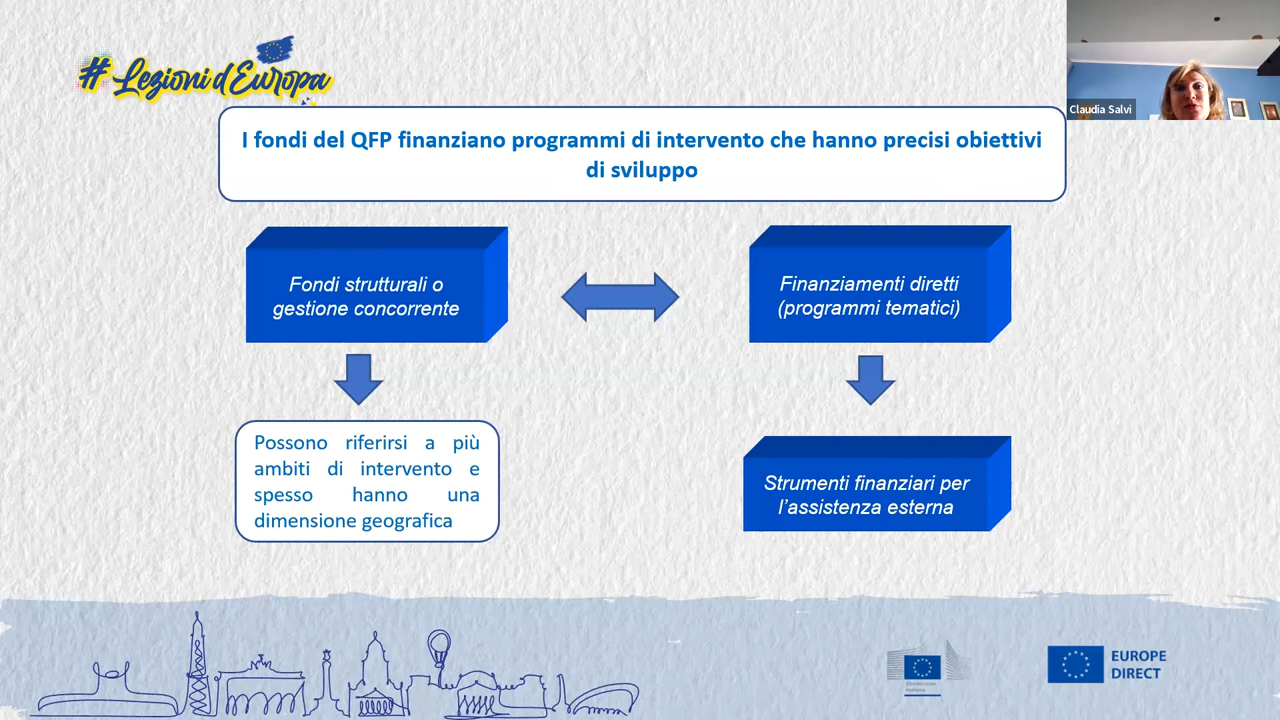 #Lezioni d'Europa
Claudia Salvi
I fondi del QFP finanziano programmi di intervento che hanno precisi obiettivi
di sviluppo
Fondi strutturali o
gestione concorrente
Finanziamenti diretti
(programmi tematici)
Possono riferirsi a più
ambiti di intervento e
spesso hanno una
dimensione geografica
Strumenti finanziari per
l'assistenza esterna
EUROPE
DIRECT